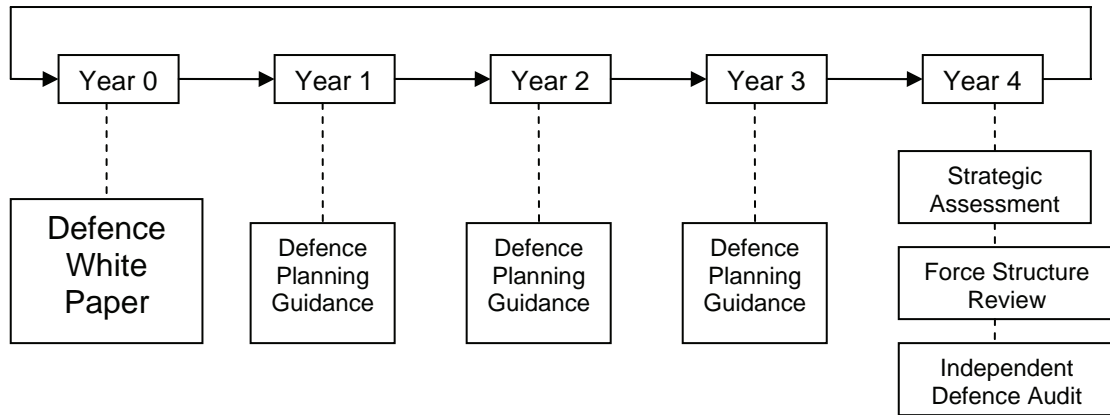 Year 0
Year 1
Year 2
Year 3
Year 4
Defence
White
Paper
Defence
Planning
Guidance
Defence
Planning
Guidance
Defence
Planning
Guidance
Strategic
Assessment
Force Structure
Review
Independent
Defence Audit